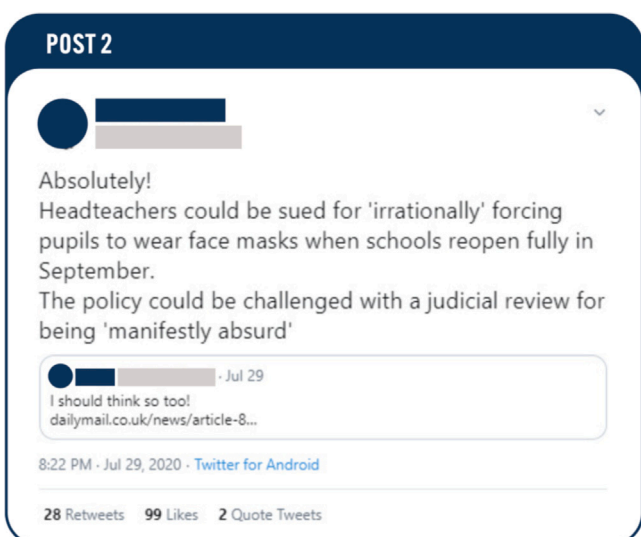 POST 2
Absolutely!
Headteachers could be sued for 'irrationally' forcing
pupils to wear face masks when schools reopen fully in
September.
The policy could be challenged with a judicial review for
being 'manifestly absurd'
· Jul 29
I should think so too!
dailymail.co.uk/news/article-8...
8:22 PM · Jul 29, 2020 · Twitter for Android
28 Retweets 99 Likes 2 Quote Tweets